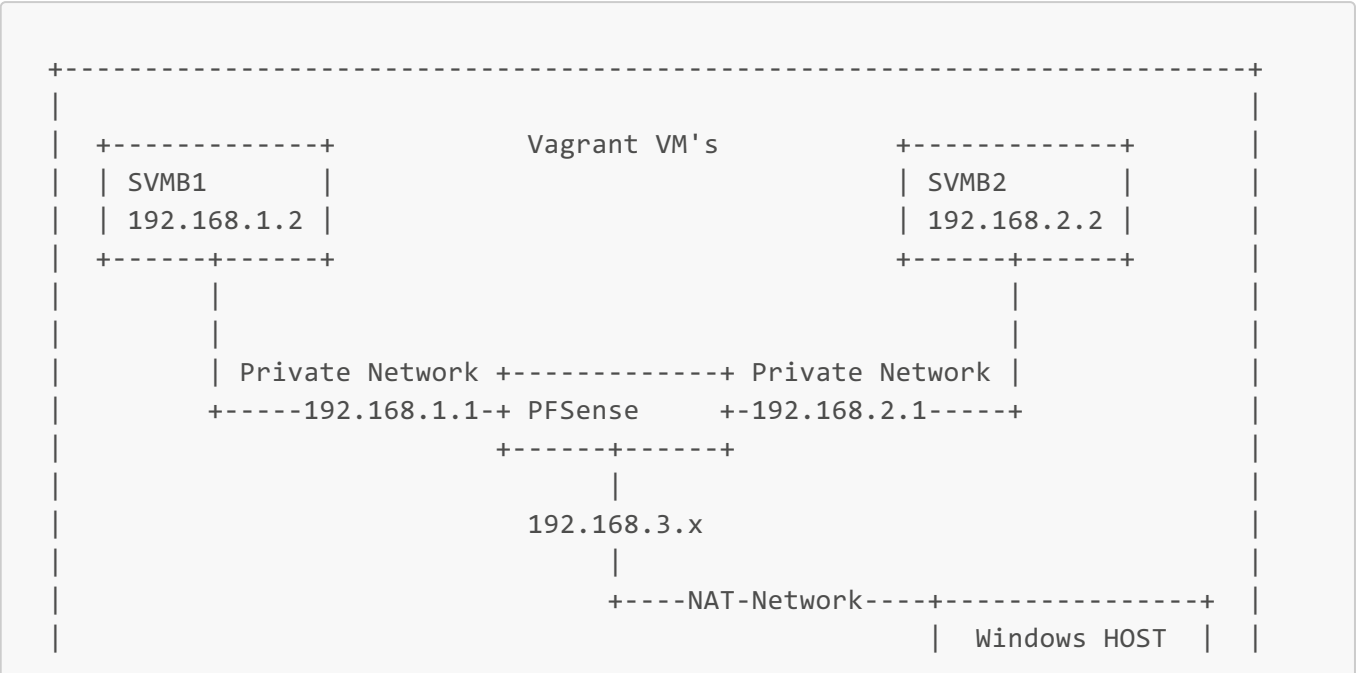 Vagrant VM's
SVMB1 SVMB2
192.168.1.2 192.168.2.2
Private Network Private Network
192.168.1.1 PFSense 192.168.2.1
192.168.3.x
NAT-Network
Windows HOST